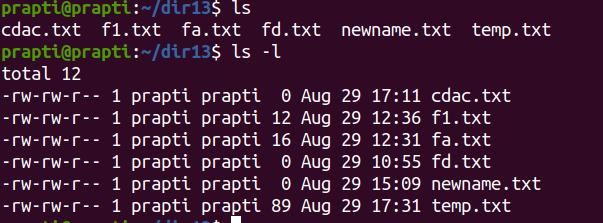 prapti@prapti:~/dir13$ ls
cdac.txt  f1.txt  fa.txt  fd.txt  newname.txt  temp.txt
prapti@prapti:~/dir13$ ls -l
total 12
-rw-rw-r-- 1 prapti prapti  0 Aug 29 17:11 cdac.txt
-rw-rw-r-- 1 prapti prapti 12 Aug 29 12:36 f1.txt
-rw-rw-r-- 1 prapti prapti 16 Aug 29 12:31 fa.txt
-rw-rw-r-- 1 prapti prapti  0 Aug 29 10:55 fd.txt
-rw-rw-r-- 1 prapti prapti  0 Aug 29 15:09 newname.txt
-rw-rw-r-- 1 prapti prapti 89 Aug 29 17:31 temp.txt
prapti@prapti:~/dir13$